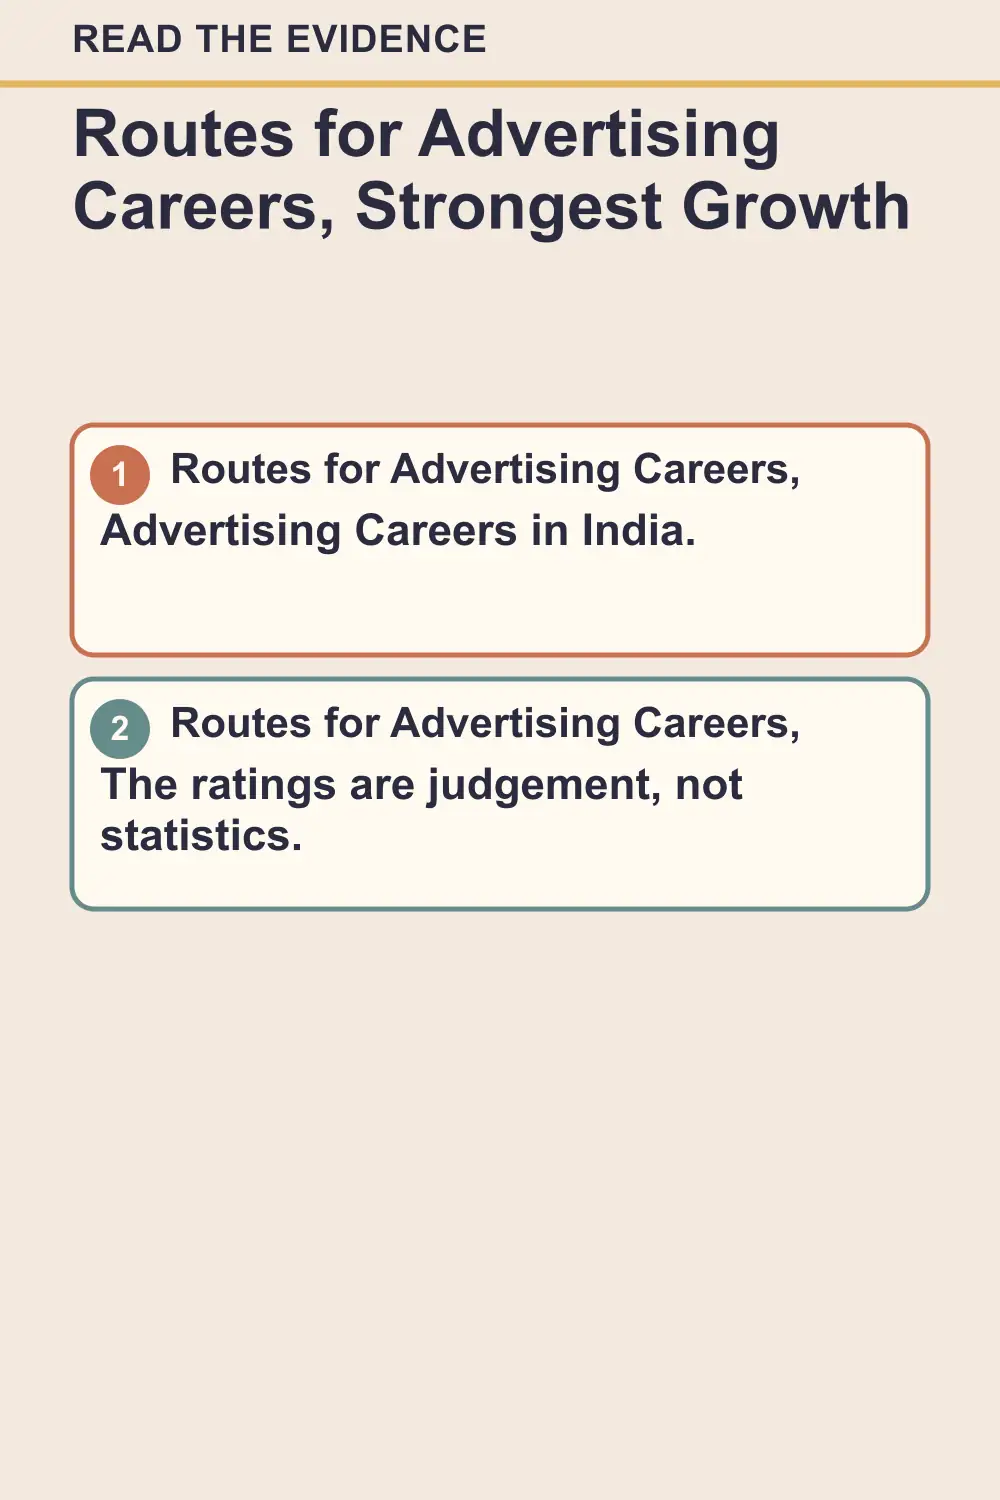 READ THE EVIDENCE
Routes for Advertising
Careers, Strongest Growth
1
Routes for Advertising Careers,
Advertising Careers in India.
2
Routes for Advertising Careers,
The ratings are judgement, not
statistics.